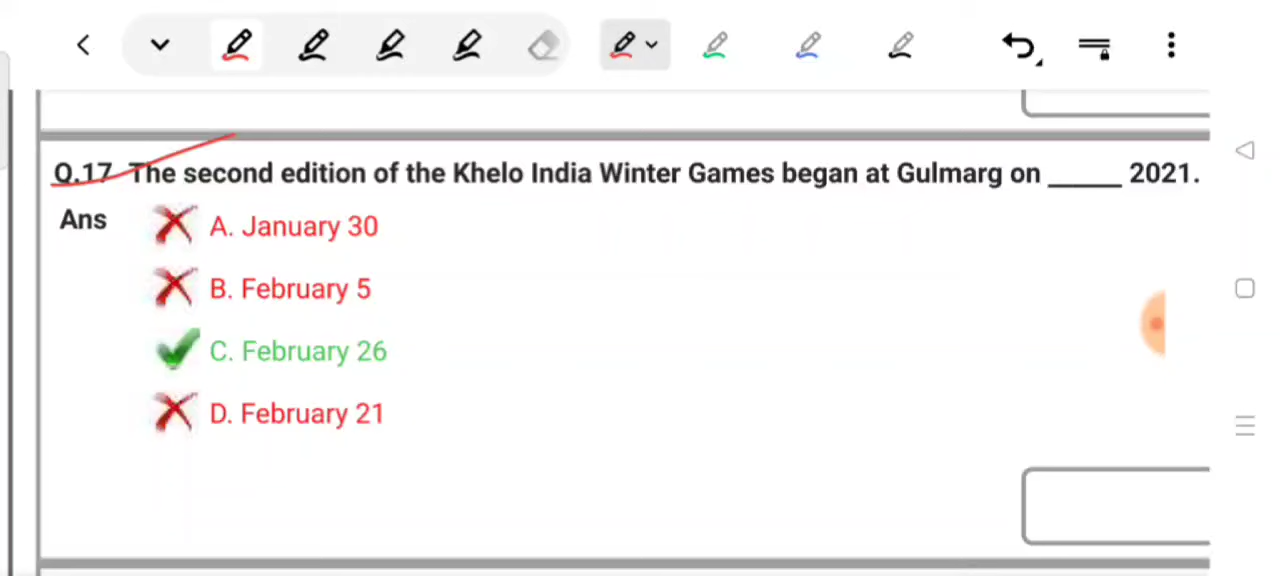 Q.17 The second edition of the Khelo India Winter Games began at Gulmarg on _____ 2021.
Ans
A. January 30
B. February 5
C. February 26
D. February 21